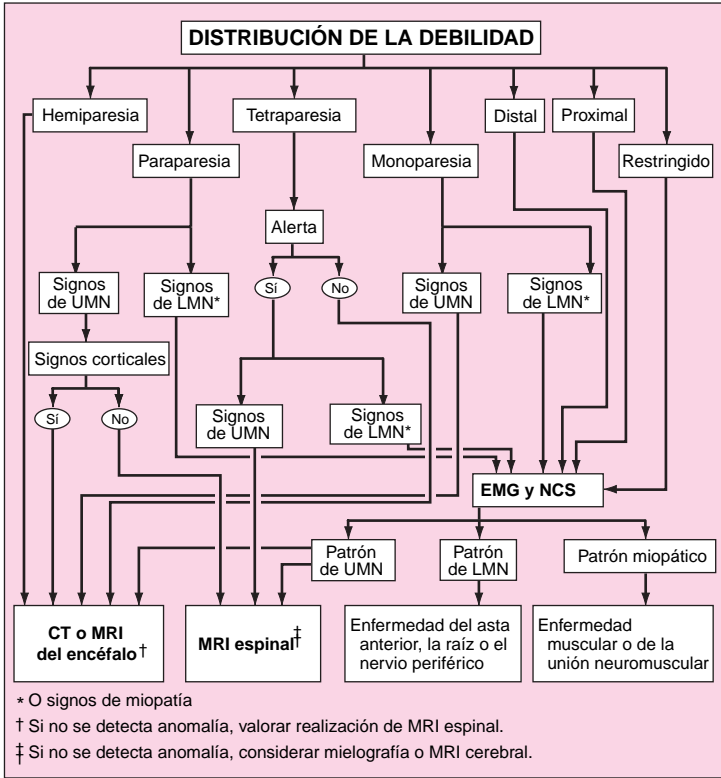 DISTRIBUCIÓN DE LA DEBILIDAD
Hemiparesia
Tetraparesia
Distal
Proximal
Paraparesia
Monoparesia
Restringido
Alerta
Signos
de UMN
Signos
de LMN*
Sí
No
Signos
de UMN
Signos
de LMN*
Signos corticales
Sí
No
Signos
de UMN
Signos
de LMN*
EMG y NCS
Patrón
de UMN
Patrón
de LMN
Patrón miopático
CT o MRI
del encéfalo†
MRI espinal‡
Enfermedad del asta
anterior, la raíz o el
nervio periférico
Enfermedad
muscular o de la
unión neuromuscular
* O signos de miopatía
† Si no se detecta anomalía, valorar realización de MRI espinal.
‡ Si no se detecta anomalía, considerar mielografía o MRI cerebral.